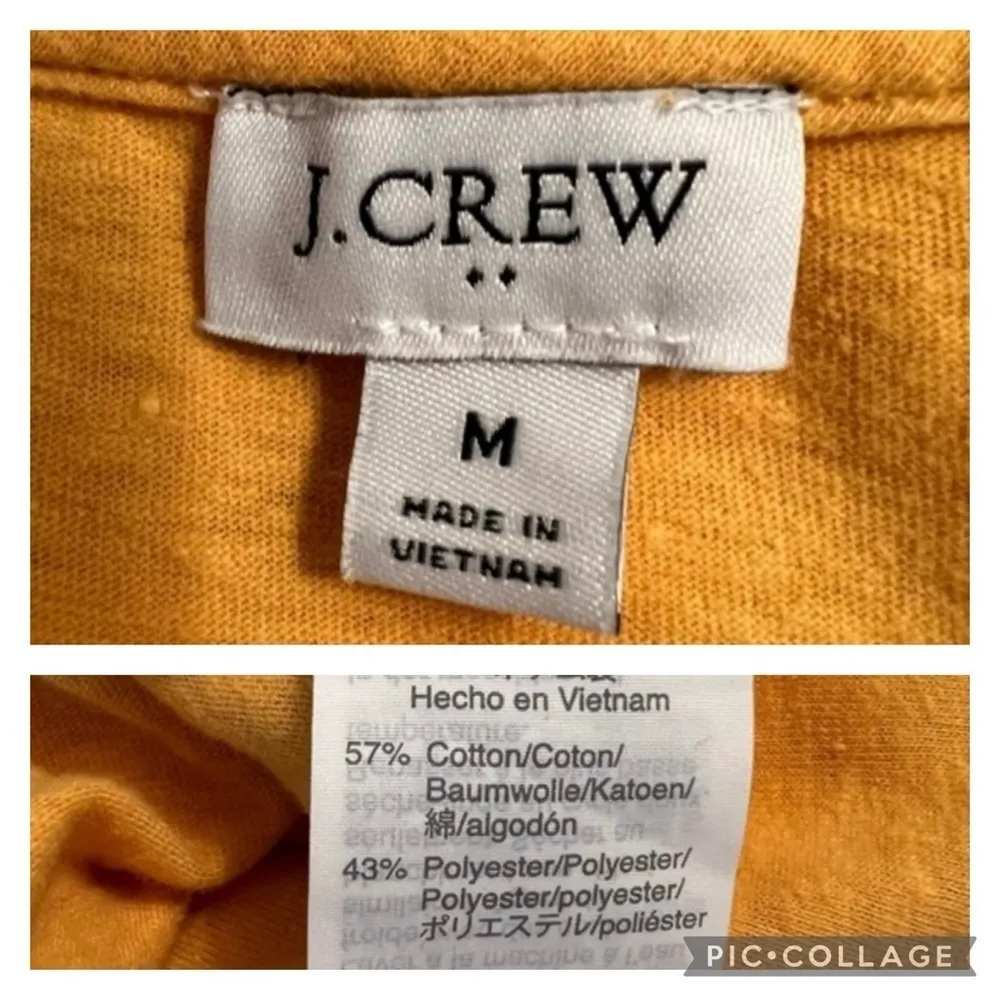 J.CREW
M
MADE IN
VIETNAM
Hecho en Vietnam
57% Cotton/Coton/
Baumwolle/Katoen/
綿/algodón
43% Polyester/Polyester/
Polyester/polyester/
ポリエステル/poliéster
PIC•COLLAGE